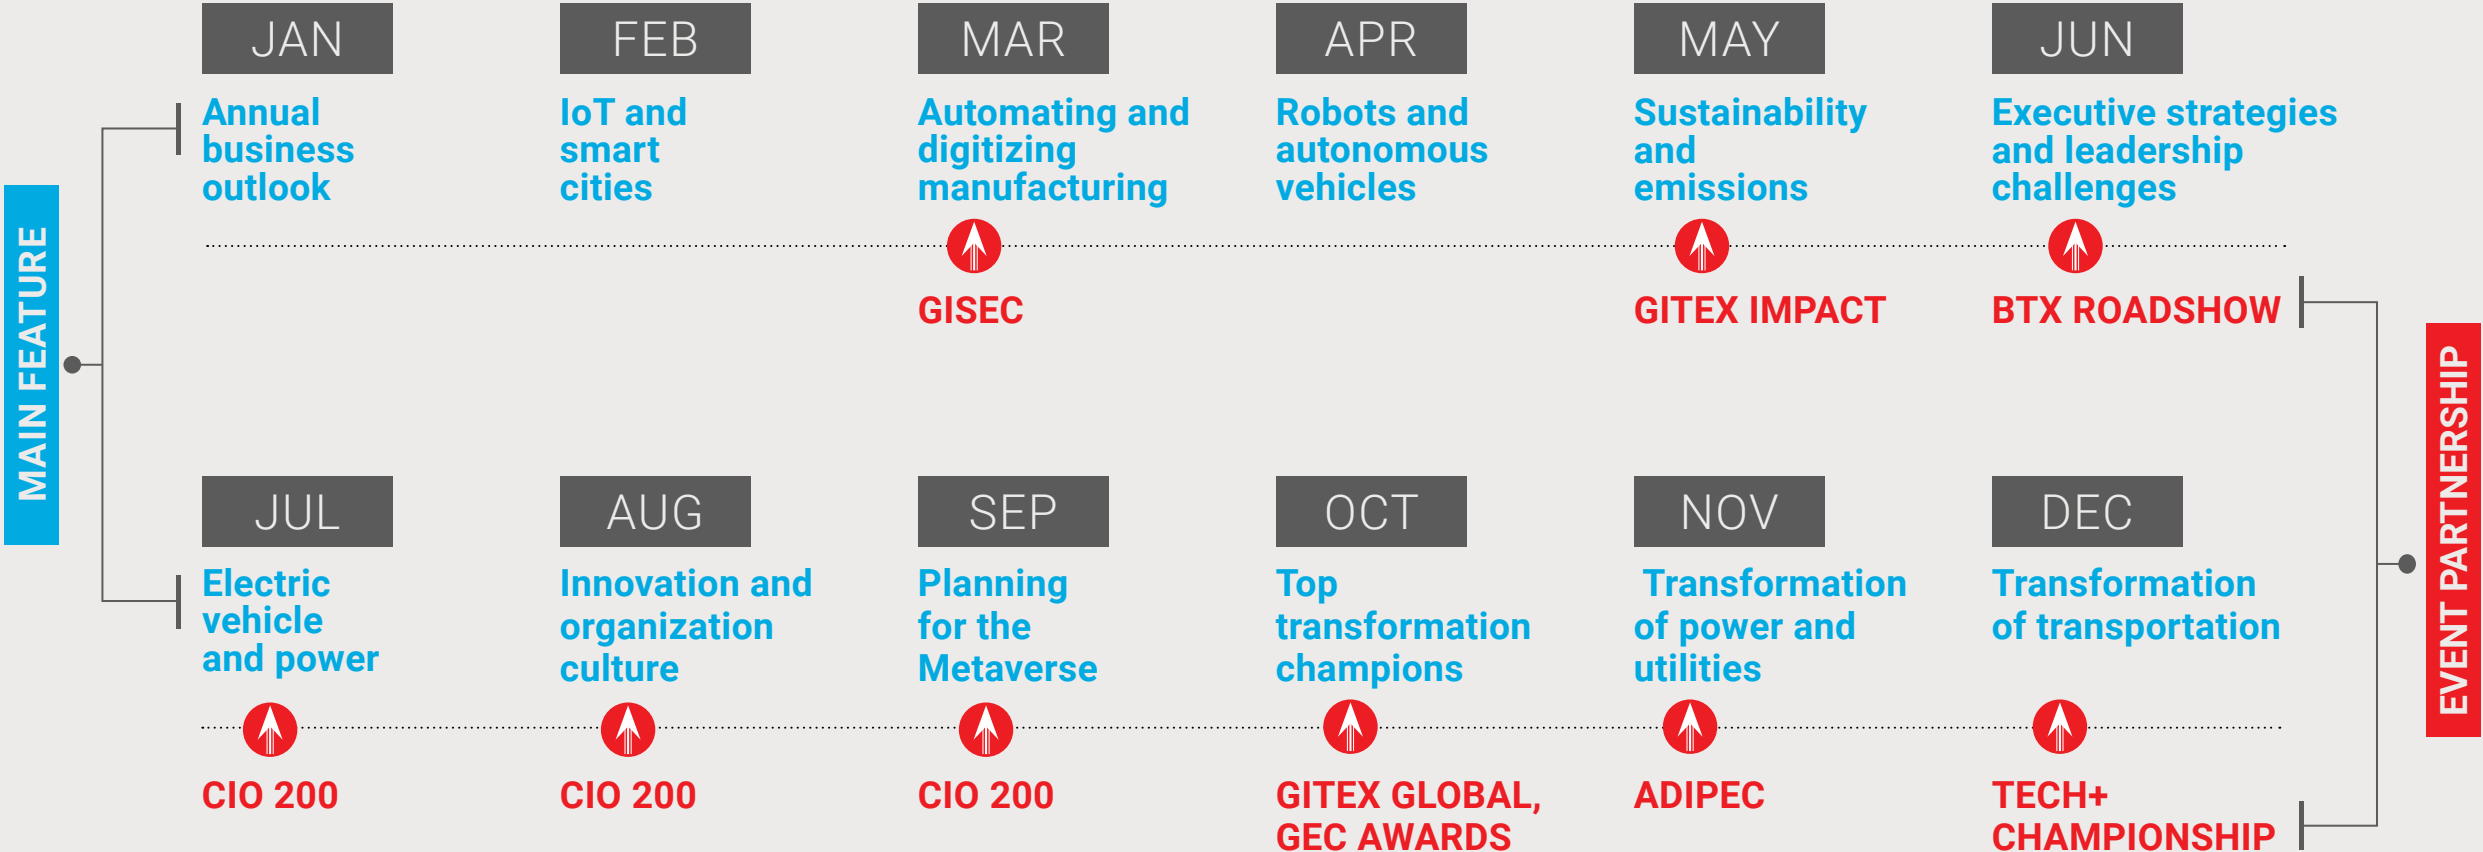 JAN
FEB
MAR
APR
MAY
JUN
Annual
business
outlook
IoT and
smart
cities
Automating and
digitizing
manufacturing
Robots and
autonomous
vehicles
Sustainability
and
emissions
Executive strategies
and leadership
challenges
GISEC
GITEX IMPACT
BTX ROADSHOW
MAIN FEATURE
EVENT PARTNERSHIP
JUL
AUG
SEP
OCT
NOV
DEC
Electric
vehicle
and power
Innovation and
organization
culture
Planning
for the
Metaverse
Top
transformation
champions
Transformation
of power and
utilities
Transformation
of transportation
CIO 200
CIO 200
CIO 200
GITEX GLOBAL,
GEC AWARDS
ADIPEC
TECH+
CHAMPIONSHIP